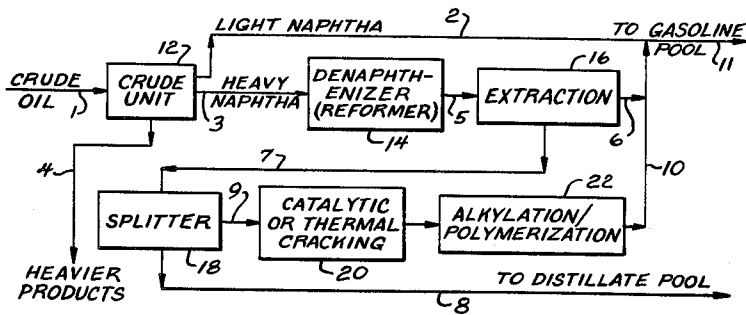 LIGHT NAPHTHA
2
TO GASOLINE
POOL
11
12
CRUDE
OIL
1
CRUDE
UNIT
HEAVY
NAPHTHA
3
DENAPHTH-
ENIZER
(REFORMER)
14
5
16
EXTRACTION
6
4
7
10
SPLITTER
18
9
CATALYTIC
OR THERMAL
CRACKING
20
22
ALKYLATION/
POLYMERIZATION
HEAVIER
PRODUCTS
TO DISTILLATE POOL
8